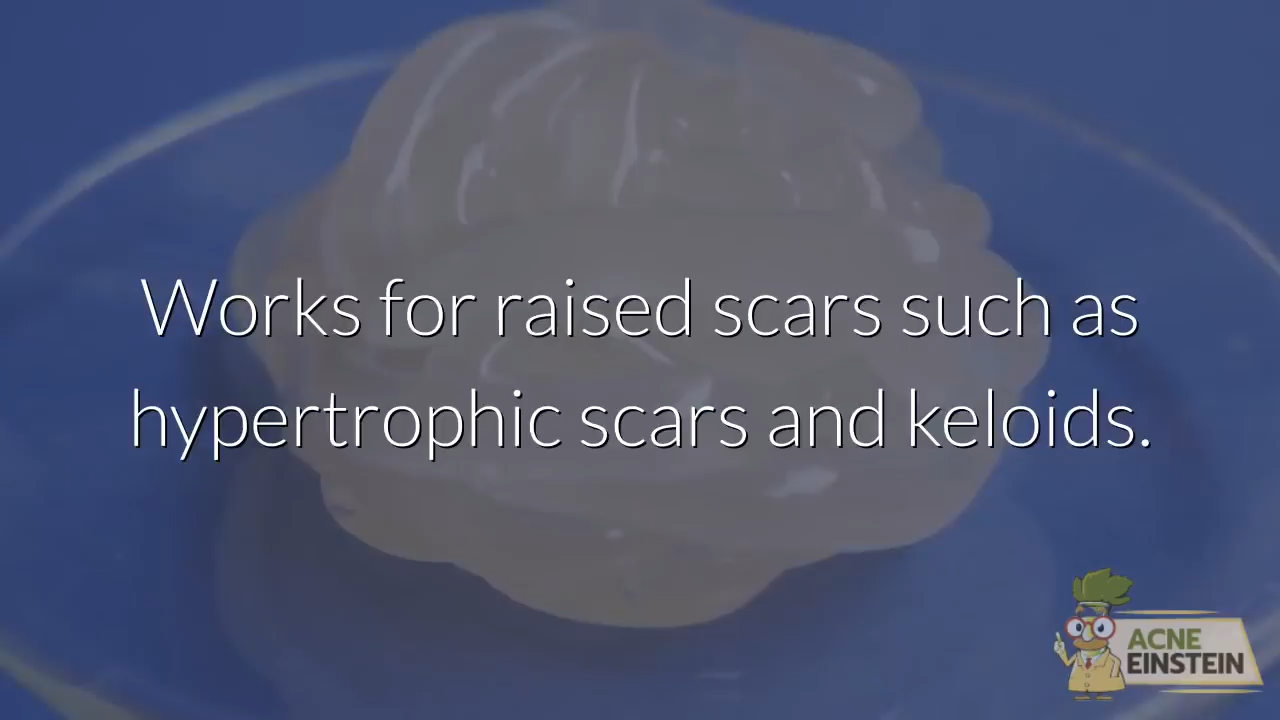 Works for raised scars such as
hypertrophic scars and keloids.
ACNE
EINSTEIN